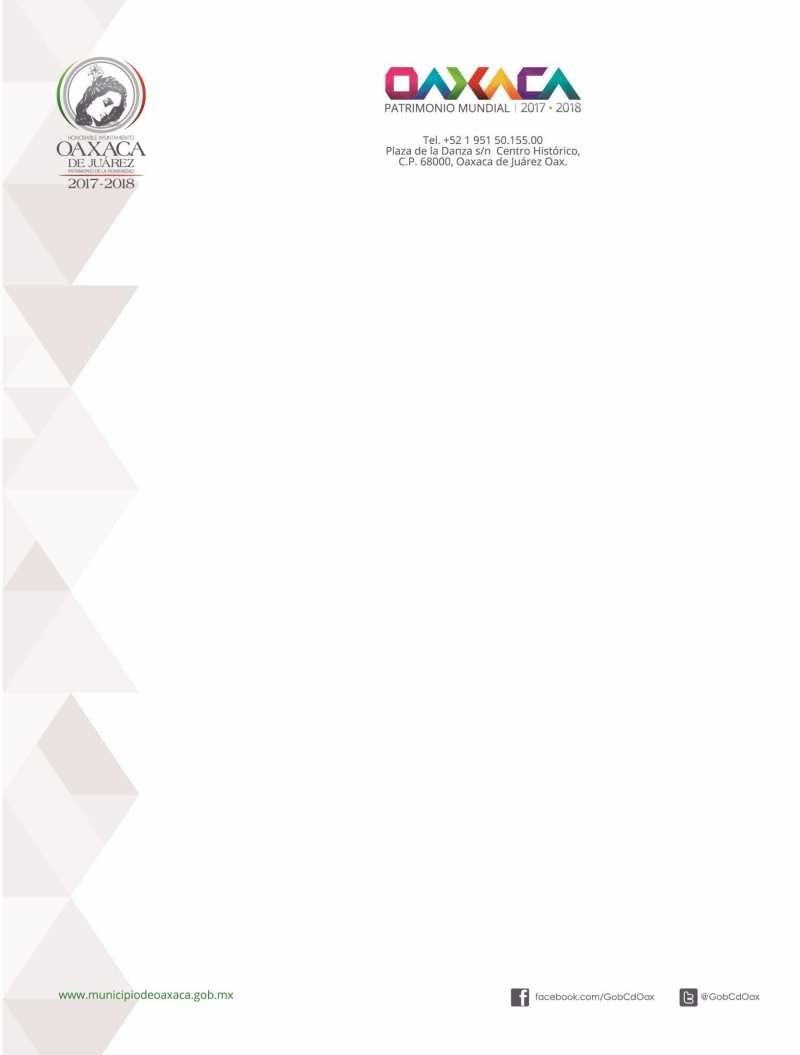 HONORABLE AYUNTAMIENTO
OAXACA
DE JUÁREZ
PATRIMONIO DE LA HUMANIDAD
2017-2018
OAXACA
PATRIMONIO MUNDIAL | 2017 • 2018
Tel. +52 1 951 50.155.00
Plaza de la Danza s/n Centro Histórico,
C.P. 68000, Oaxaca de Juárez Oax.
www.municipiodeoaxaca.gob.mx
facebook.com/GobCdOax
@GobCdOax